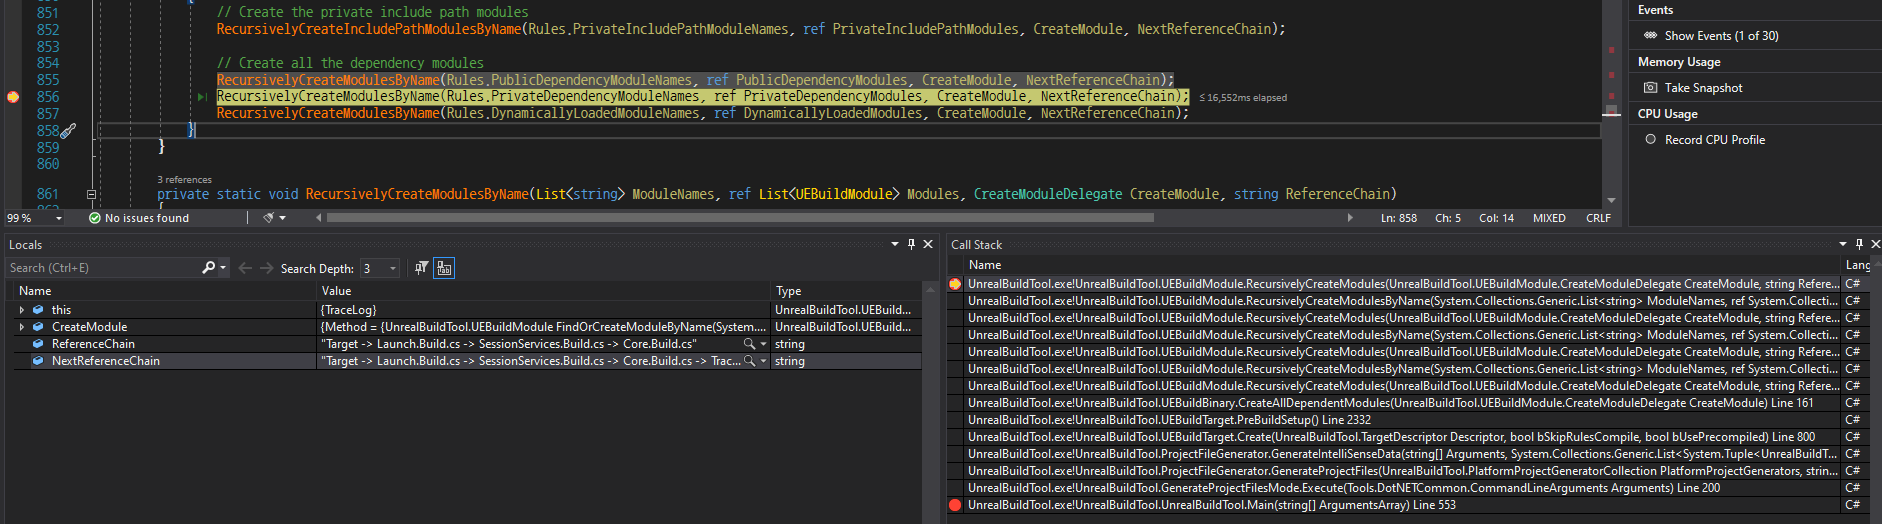 851 // Create the private include path modules
852 RecursivelyCreateIncludePathModulesByName(Rules.PrivateIncludePathModuleNames, ref PrivateIncludePathModules, CreateModule, NextReferenceChain);
853
854 // Create all the dependency modules
855 RecursivelyCreateModulesByName(Rules.PublicDependencyModuleNames, ref PublicDependencyModules, CreateModule, NextReferenceChain);
856 RecursivelyCreateModulesByName(Rules.PrivateDependencyModuleNames, ref PrivateDependencyModules, CreateModule, NextReferenceChain); ≤ 16,552ms elapsed
857 RecursivelyCreateModulesByName(Rules.DynamicallyLoadedModuleNames, ref DynamicallyLoadedModules, CreateModule, NextReferenceChain);
858 }
859 }
860
3 references
861 private static void RecursivelyCreateModulesByName(List<string> ModuleNames, ref List<UEBuildModule> Modules, CreateModuleDelegate CreateModule, string ReferenceChain)
{
99 % No issues found Ln: 858 Ch: 5 Col: 14 MIXED CRLF
Events
Show Events (1 of 30)
Memory Usage
Take Snapshot
CPU Usage
Record CPU Profile
Locals
Search (Ctrl+E) Search Depth: 3
Name Value Type
this {TraceLog} UnrealBuildTool.UEBuild...
CreateModule {Method = {UnrealBuildTool.UEBuildModule FindOrCreateModuleByName(System.... UnrealBuildTool.UEBuild...
ReferenceChain "Target -> Launch.Build.cs -> SessionServices.Build.cs -> Core.Build.cs" string
NextReferenceChain "Target -> Launch.Build.cs -> SessionServices.Build.cs -> Core.Build.cs -> Trac... string
Call Stack
Name Lang
UnrealBuildTool.exe!UnrealBuildTool.UEBuildModule.RecursivelyCreateModules(UnrealBuildTool.UEBuildModule.CreateModuleDelegate CreateModule, string Refere... C#
UnrealBuildTool.exe!UnrealBuildTool.UEBuildModule.RecursivelyCreateModulesByName(System.Collections.Generic.List<string> ModuleNames, ref System.Collecti... C#
UnrealBuildTool.exe!UnrealBuildTool.UEBuildModule.RecursivelyCreateModules(UnrealBuildTool.UEBuildModule.CreateModuleDelegate CreateModule, string Refere... C#
UnrealBuildTool.exe!UnrealBuildTool.UEBuildModule.RecursivelyCreateModulesByName(System.Collections.Generic.List<string> ModuleNames, ref System.Collecti... C#
UnrealBuildTool.exe!UnrealBuildTool.UEBuildModule.RecursivelyCreateModules(UnrealBuildTool.UEBuildModule.CreateModuleDelegate CreateModule, string Refere... C#
UnrealBuildTool.exe!UnrealBuildTool.UEBuildModule.RecursivelyCreateModulesByName(System.Collections.Generic.List<string> ModuleNames, ref System.Collecti... C#
UnrealBuildTool.exe!UnrealBuildTool.UEBuildModule.RecursivelyCreateModules(UnrealBuildTool.UEBuildModule.CreateModuleDelegate CreateModule, string Refere... C#
UnrealBuildTool.exe!UnrealBuildTool.UEBuildBinary.CreateAllDependentModules(UnrealBuildTool.UEBuildModule.CreateModuleDelegate CreateModule) Line 161 C#
UnrealBuildTool.exe!UnrealBuildTool.UEBuildTarget.PreBuildSetup() Line 2332 C#
UnrealBuildTool.exe!UnrealBuildTool.UEBuildTarget.Create(UnrealBuildTool.TargetDescriptor Descriptor, bool bSkipRulesCompile, bool bUsePrecompiled) Line 800 C#
UnrealBuildTool.exe!UnrealBuildTool.ProjectFileGenerator.GenerateIntelliSenseData(string[] Arguments, System.Collections.Generic.List<System.Tuple<UnrealBuildT... C#
UnrealBuildTool.exe!UnrealBuildTool.ProjectFileGenerator.GenerateProjectFiles(UnrealBuildTool.PlatformProjectGeneratorCollection PlatformProjectGenerators, strin... C#
UnrealBuildTool.exe!UnrealBuildTool.GenerateProjectFilesMode.Execute(Tools.DotNETCommon.CommandLineArguments Arguments) Line 200 C#
UnrealBuildTool.exe!UnrealBuildTool.UnrealBuildTool.Main(string[] ArgumentsArray) Line 553 C#